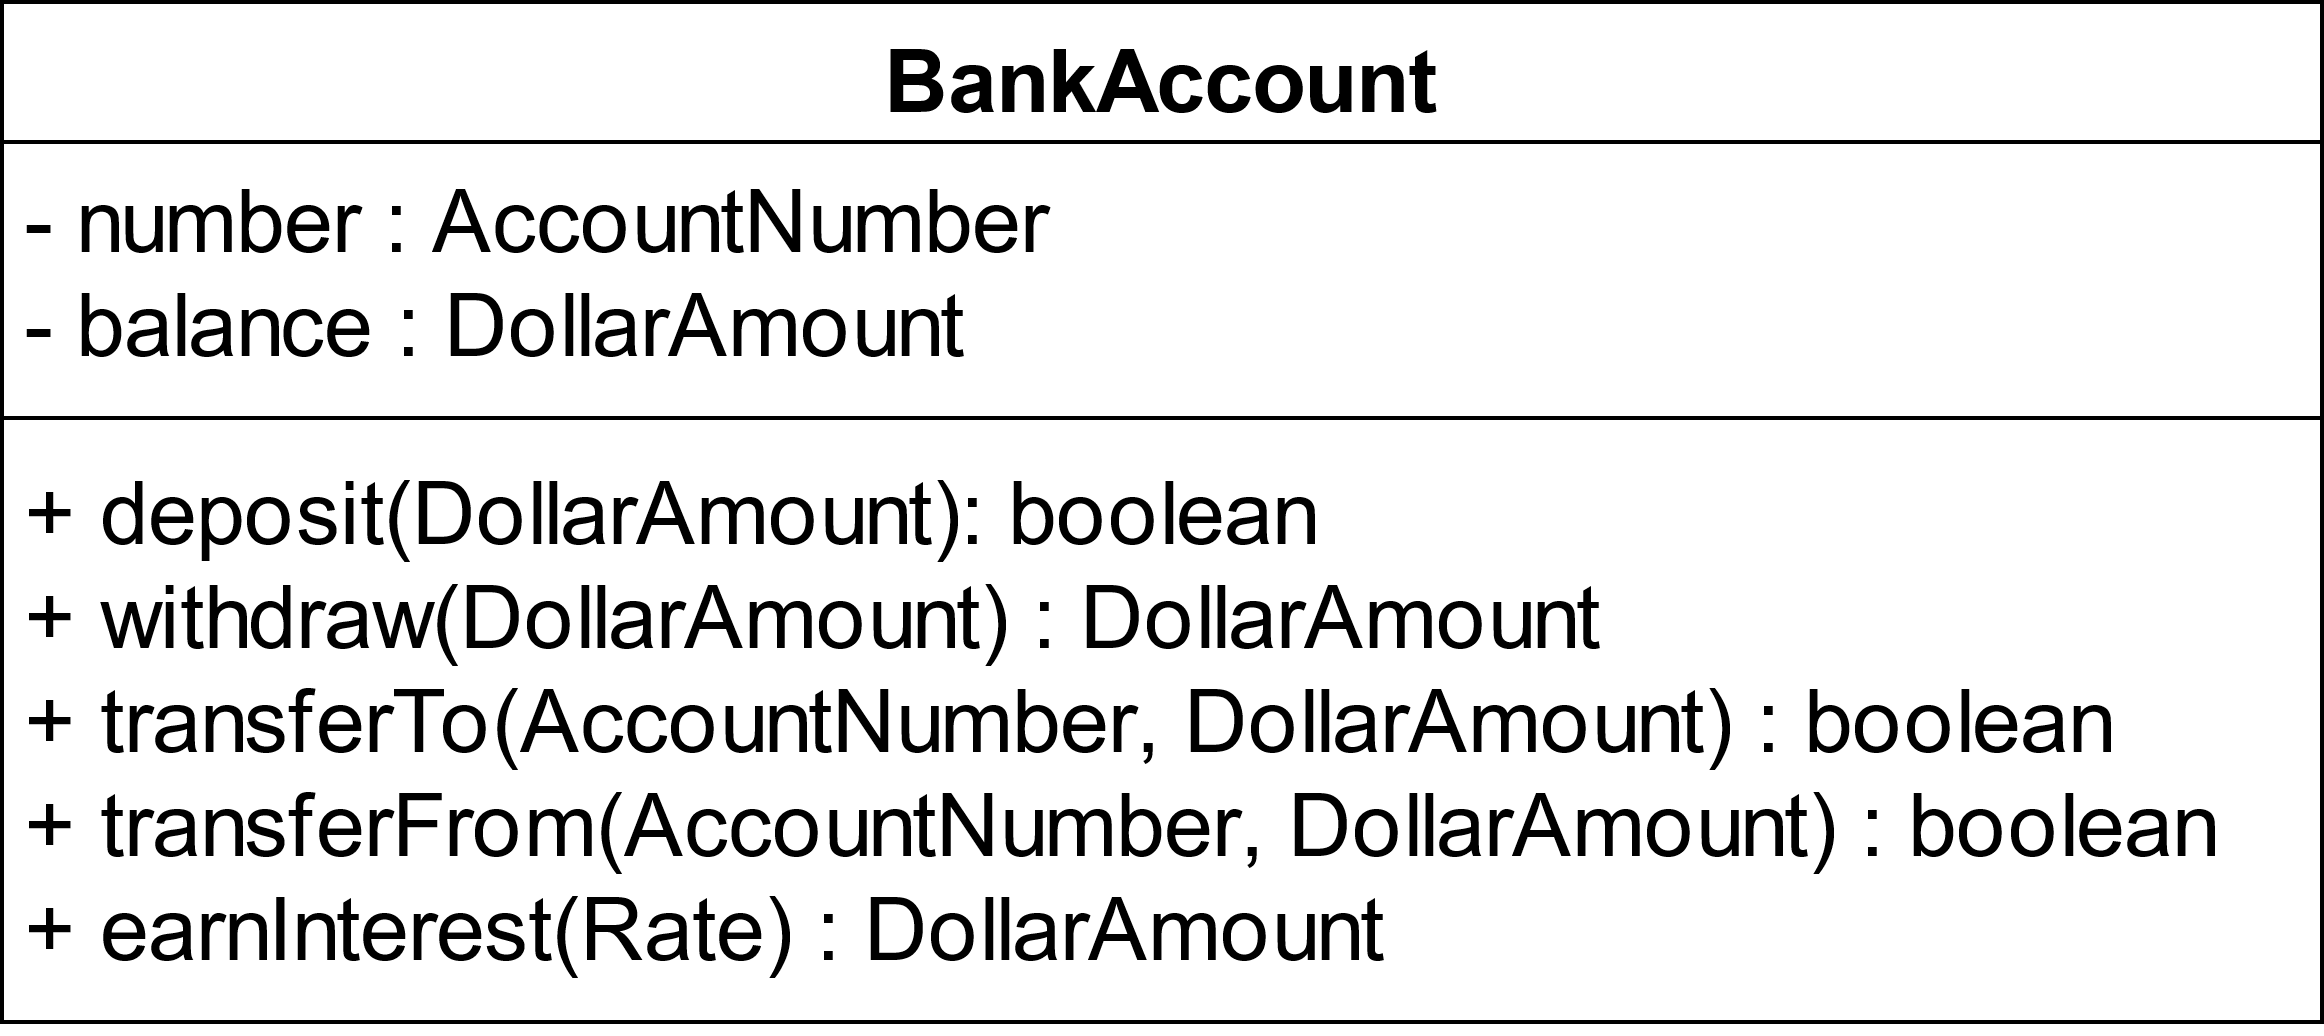 BankAccount
- number : AccountNumber
- balance : DollarAmount
+ deposit(DollarAmount): boolean
+ withdraw(DollarAmount) : DollarAmount
+ transferTo(AccountNumber, DollarAmount) : boolean
+ transferFrom(AccountNumber, DollarAmount) : boolean
+ earnInterest(Rate) : DollarAmount